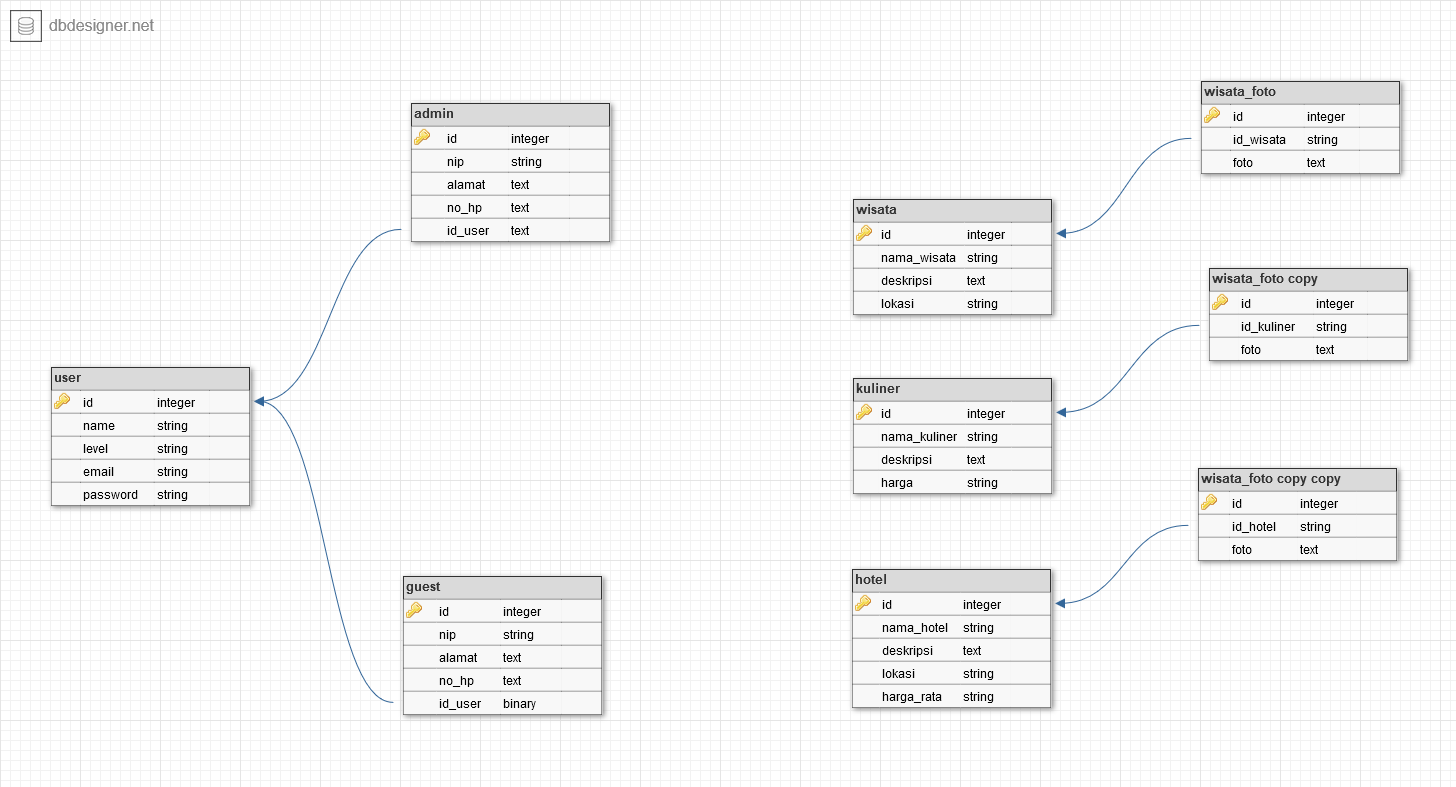 dbdesigner.net
admin
id integer
nip string
alamat text
no_hp text
id_user text
user
id integer
name string
level string
email string
password string
guest
id integer
nip string
alamat text
no_hp text
id_user binary
wisata_foto
id integer
id_wisata string
foto text
wisata
id integer
nama_wisata string
deskripsi text
lokasi string
wisata_foto copy
id integer
id_kuliner string
foto text
kuliner
id integer
nama_kuliner string
deskripsi text
harga string
wisata_foto copy copy
id integer
id_hotel string
foto text
hotel
id integer
nama_hotel string
deskripsi text
lokasi string
harga_rata string